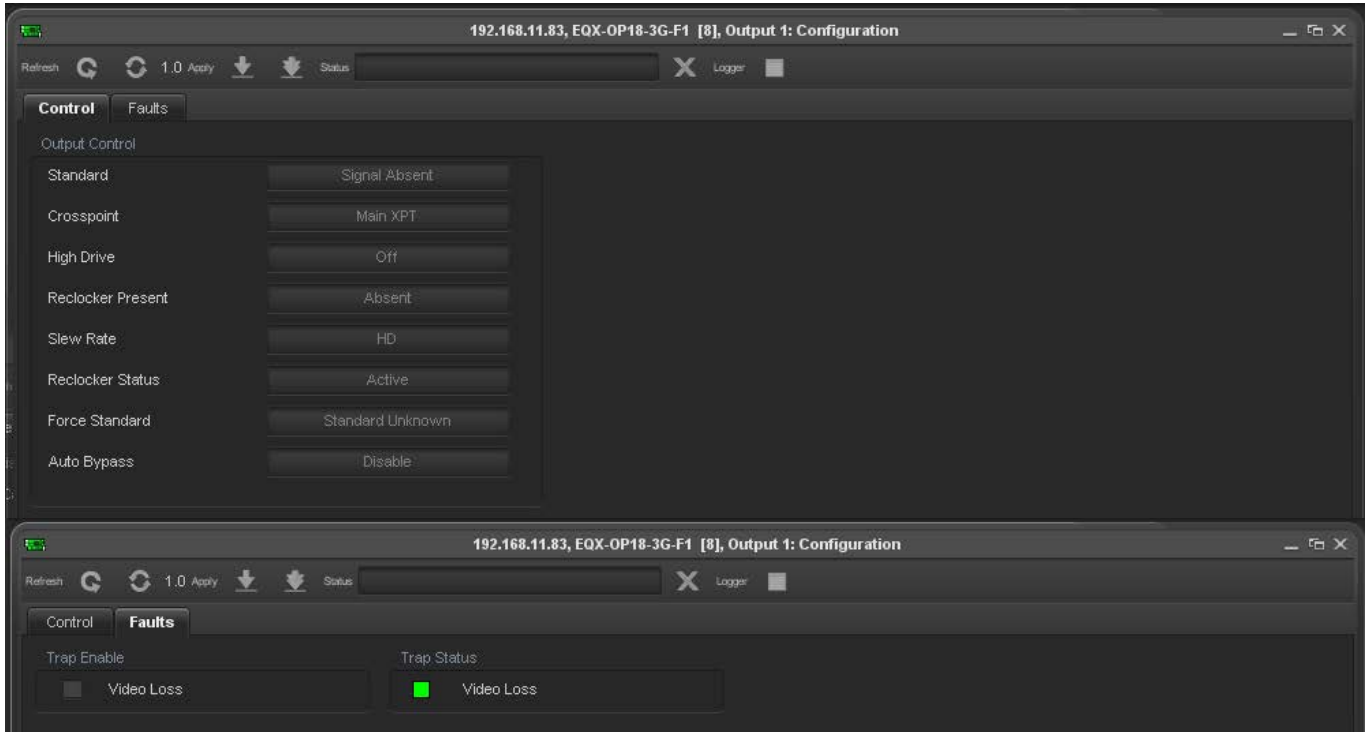 192.168.11.83, EQX-OP18-3G-F1 [8], Output 1: Configuration
Refresh 1.0 Apply Status Logger
Control Faults
Output Control
Standard Signal Absent
Crosspoint Main XPT
High Drive Off
Reclocker Present Absent
Slew Rate HD
Reclocker Status Active
Force Standard Standard Unknown
Auto Bypass Disable
192.168.11.83, EQX-OP18-3G-F1 [8], Output 1: Configuration
Refresh 1.0 Apply Status Logger
Control Faults
Trap Enable Trap Status
Video Loss Video Loss